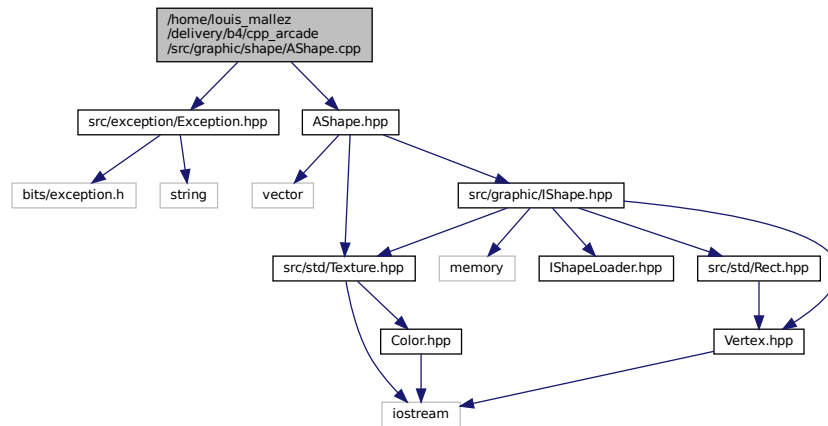 /home/louis_mallez
/delivery/b4/cpp_arcade
/src/graphic/shape/AShape.cpp
src/exception/Exception.hpp
AShape.hpp
bits/exception.h
string
vector
src/graphic/IShape.hpp
src/std/Texture.hpp
memory
IShapeLoader.hpp
src/std/Rect.hpp
Color.hpp
Vertex.hpp
iostream